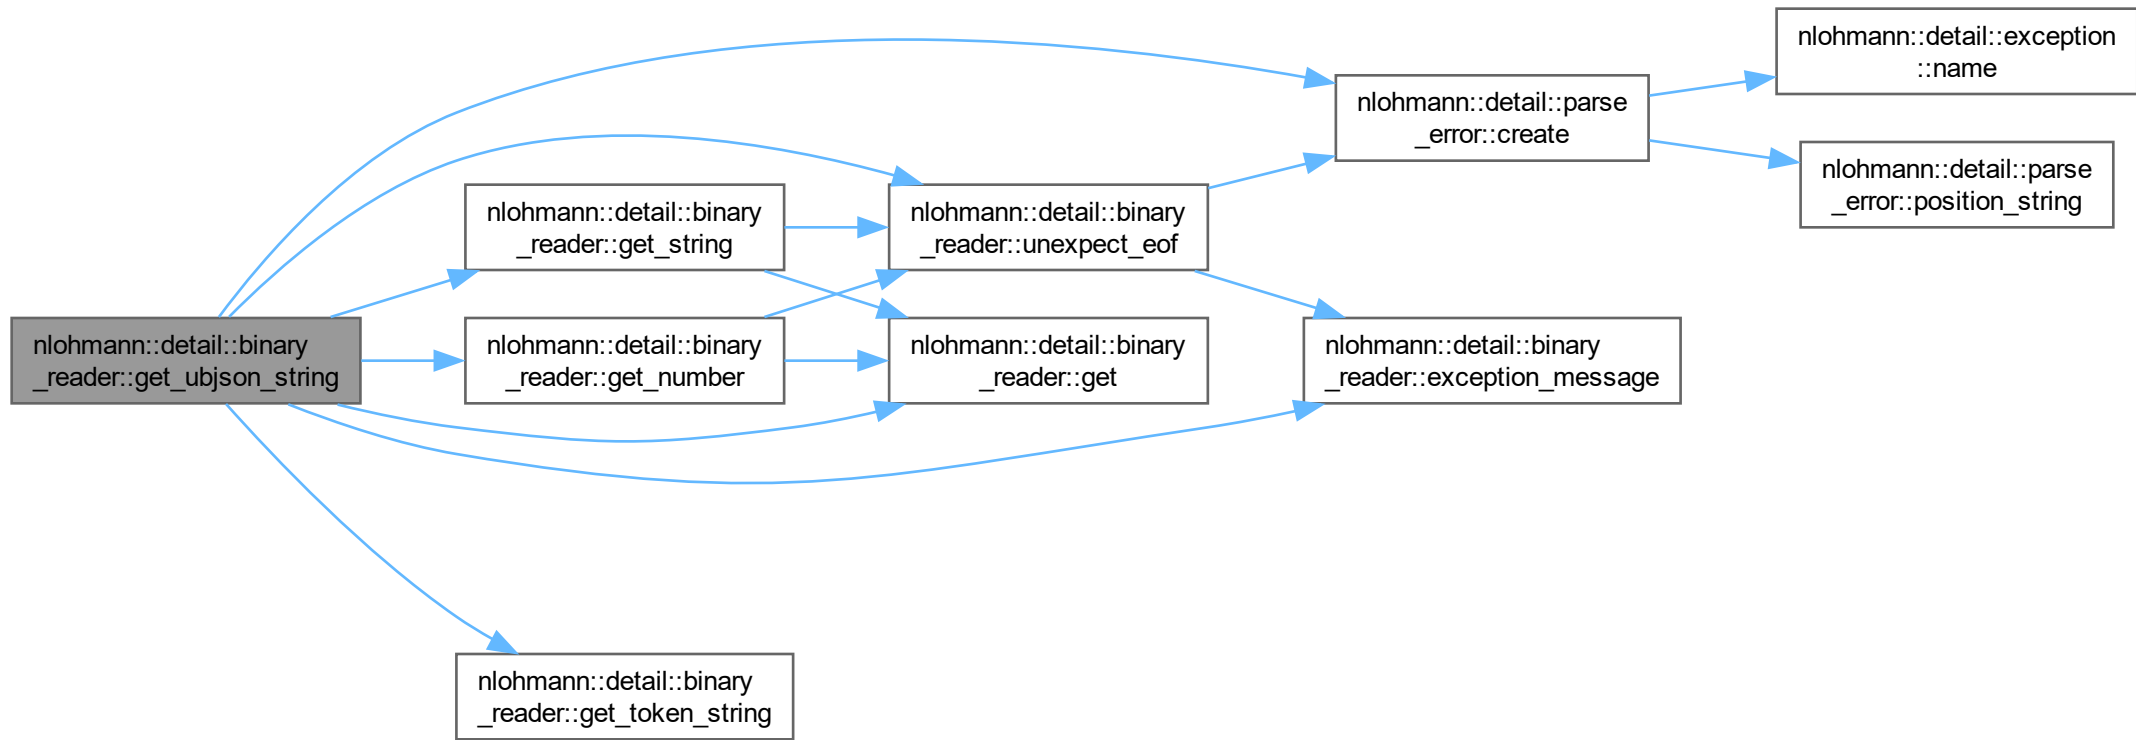 nlohmann::detail::exception
::name
nlohmann::detail::parse
_error::create
nlohmann::detail::parse
_error::position_string
nlohmann::detail::binary
_reader::get_string
nlohmann::detail::binary
_reader::unexpect_eof
nlohmann::detail::binary
_reader::get_ubjson_string
nlohmann::detail::binary
_reader::get_number
nlohmann::detail::binary
_reader::get
nlohmann::detail::binary
_reader::exception_message
nlohmann::detail::binary
_reader::get_token_string